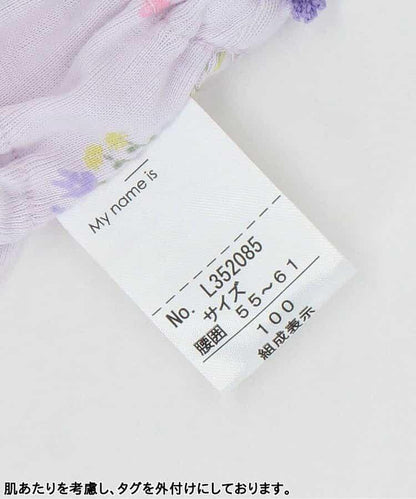 My name is
No. L352085
サイズ
腰囲 55～61
100
組成表示
肌あたりを考慮し、タグを外付けにしております。